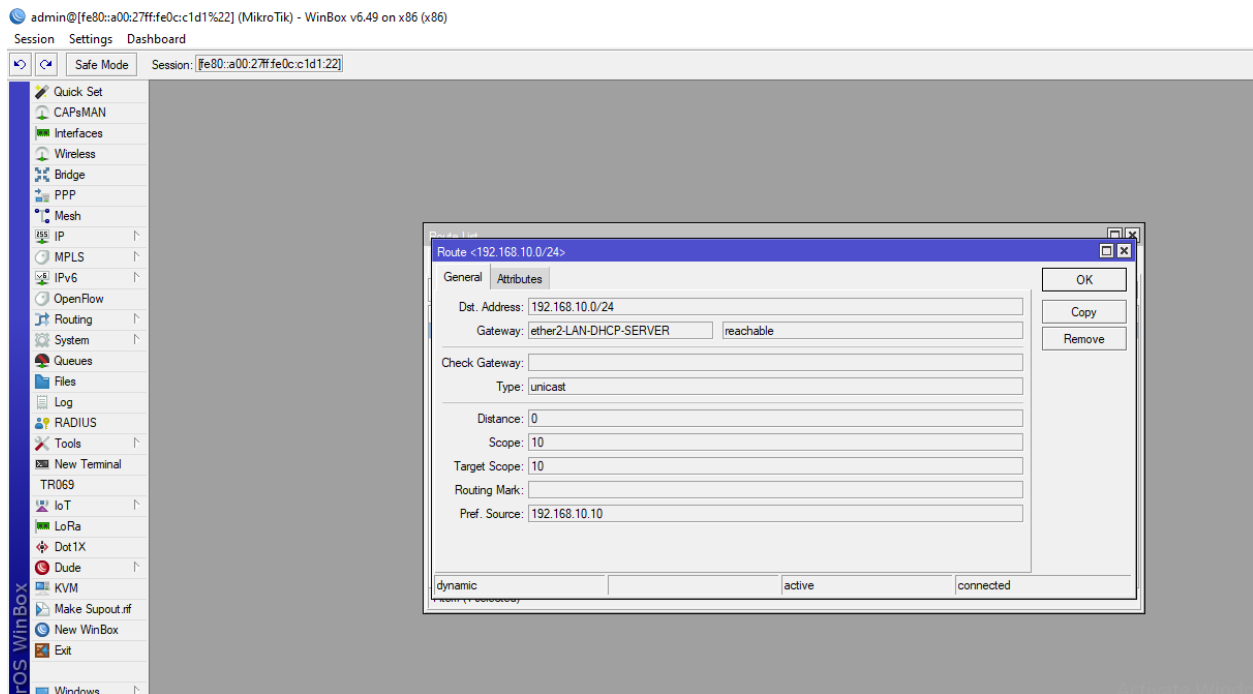 admin@[fe80::a00:27ff:fe0c:c1d1%22] (MikroTik) - WinBox v6.49 on x86 (x86)
Session Settings Dashboard
Safe Mode Session: [fe80::a00:27ff:fe0c:c1d1:22]
Quick Set
CAPsMAN
Interfaces
Wireless
Bridge
PPP
Mesh
IP
MPLS
IPv6
OpenFlow
Routing
System
Queues
Files
Log
RADIUS
Tools
New Terminal
TR069
IoT
LoRa
Dot1X
Dude
KVM
Make Supout.rif
New WinBox
Exit
Windows
rOS WinBox
Route List
Route <192.168.10.0/24>
General Attributes
Dst. Address: 192.168.10.0/24
Gateway: ether2-LAN-DHCP-SERVER reachable
Check Gateway:
Type: unicast
Distance: 0
Scope: 10
Target Scope: 10
Routing Mark:
Pref. Source: 192.168.10.10
OK
Copy
Remove
dynamic active connected